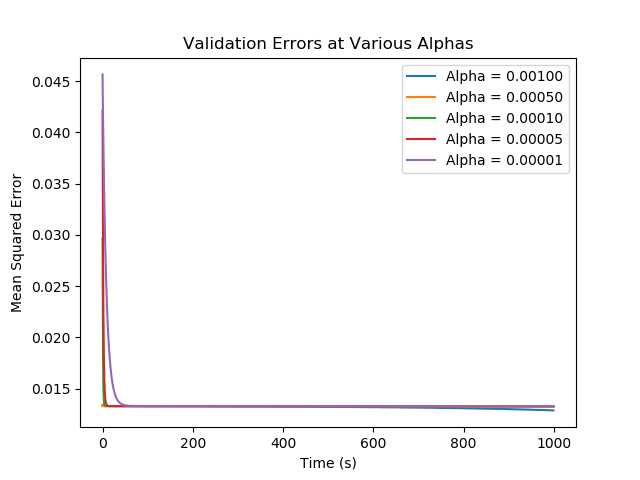 Validation Errors at Various Alphas
Alpha = 0.00100
Alpha = 0.00050
Alpha = 0.00010
Alpha = 0.00005
Alpha = 0.00001
Mean Squared Error
0.045
0.040
0.035
0.030
0.025
0.020
0.015
0 200 400 600 800 1000
Time (s)